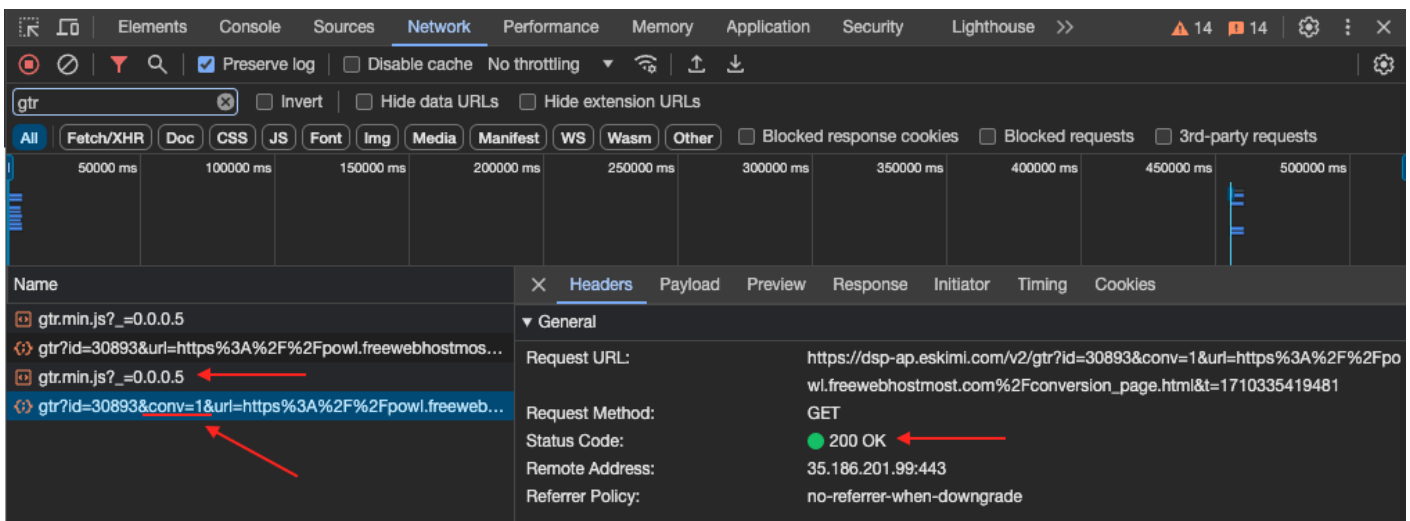 Elements Console Sources Network Performance Memory Application Security Lighthouse >> 14 14
Preserve log Disable cache No throttling
gtr Invert Hide data URLs Hide extension URLs
All Fetch/XHR Doc CSS JS Font Img Media Manifest WS Wasm Other Blocked response cookies Blocked requests 3rd-party requests
50000 ms 100000 ms 150000 ms 200000 ms 250000 ms 300000 ms 350000 ms 400000 ms 450000 ms 500000 ms
Name
gtr.min.js?_=0.0.0.5
gtr?id=30893&url=https%3A%2F%2Fpowl.freewebhostmos...
gtr.min.js?_=0.0.0.5
gtr?id=30893&conv=1&url=https%3A%2F%2Fpowl.freeweb...
Headers Payload Preview Response Initiator Timing Cookies
General
Request URL: https://dsp-ap.eskimi.com/v2/gtr?id=30893&conv=1&url=https%3A%2F%2Fpo
wl.freewebhostmost.com%2Fconversion_page.html&t=1710335419481
Request Method: GET
Status Code: 200 OK
Remote Address: 35.186.201.99:443
Referrer Policy: no-referrer-when-downgrade